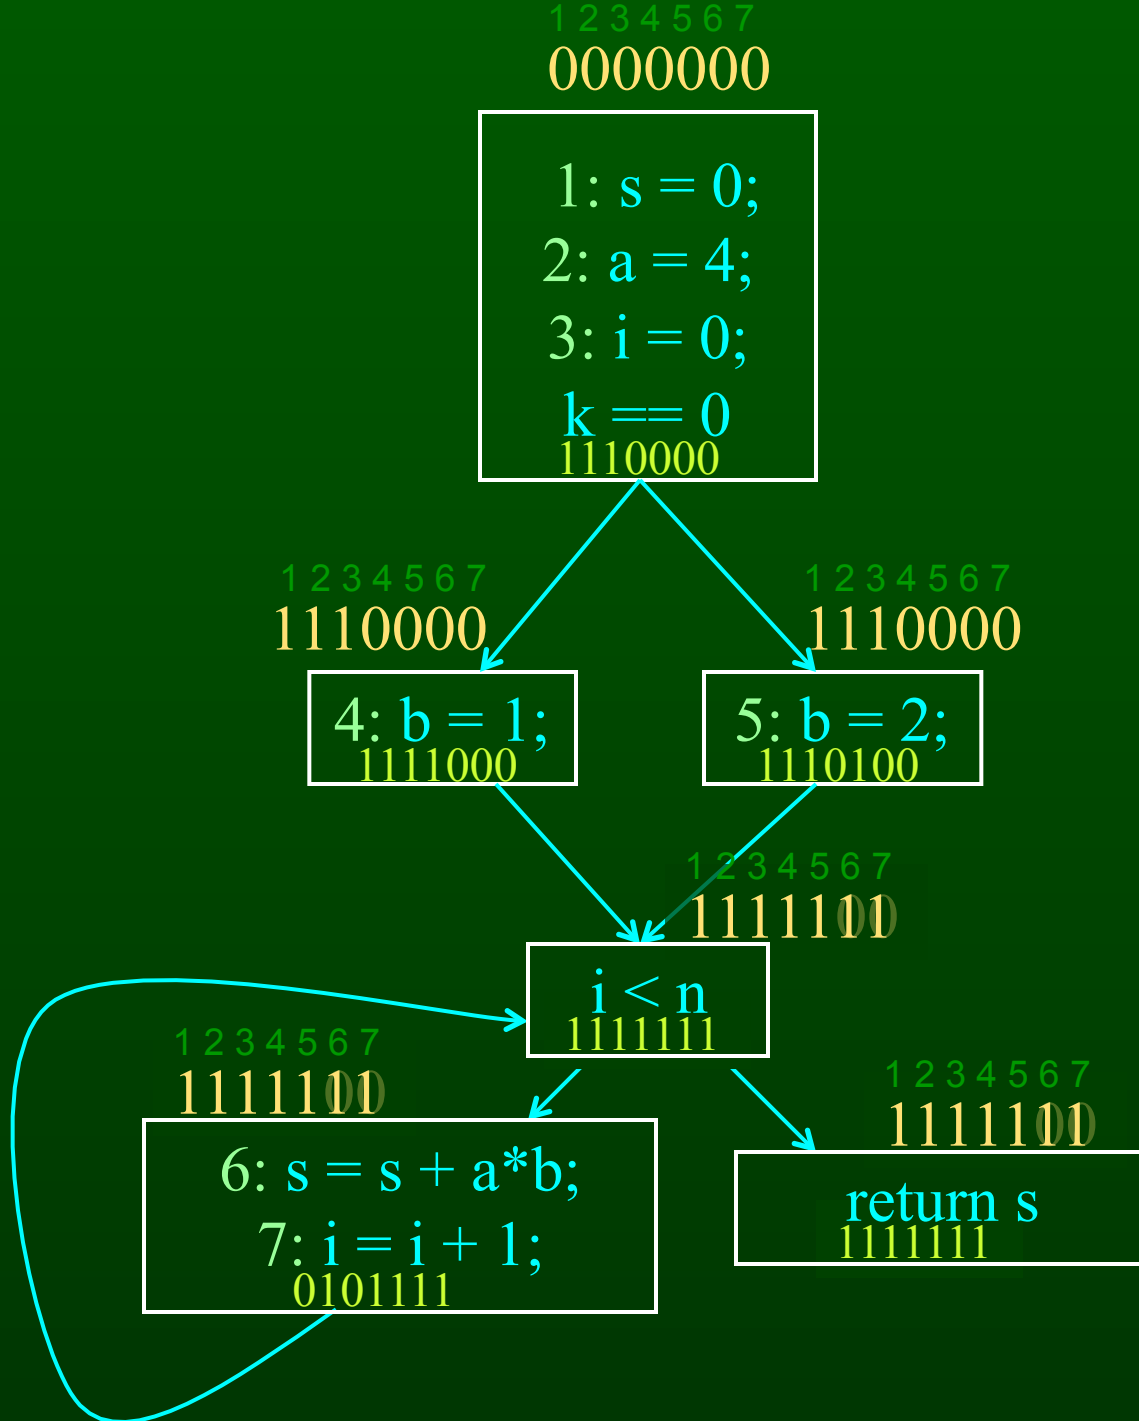 1 2 3 4 5 6 7
0000000
1: s = 0;
2: a = 4;
3: i = 0;
k == 0
1110000
1 2 3 4 5 6 7
1110000
4: b = 1;
1111000
1 2 3 4 5 6 7
1110000
5: b = 2;
1110100
1 2 3 4 5 6 7
1111111
i < n
1111111
1 2 3 4 5 6 7
1111111
6: s = s + a*b;
7: i = i + 1;
0101111
1 2 3 4 5 6 7
1111111
return s
1111111